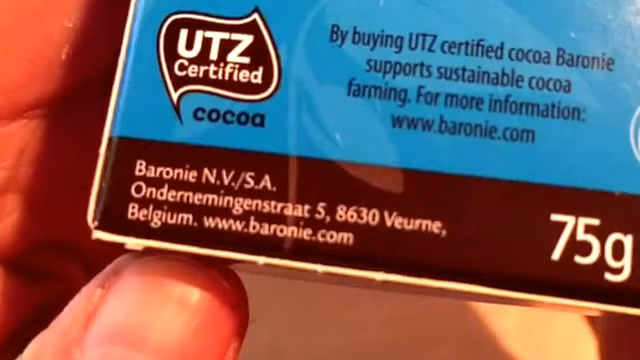 UTZ
Certified
cocoa
By buying UTZ certified cocoa Baronie
supports sustainable cocoa
farming. For more information:
www.baronie.com
Baronie N.V./S.A.
Ondernemingenstraat 5, 8630 Veurne,
Belgium. www.baronie.com
75g